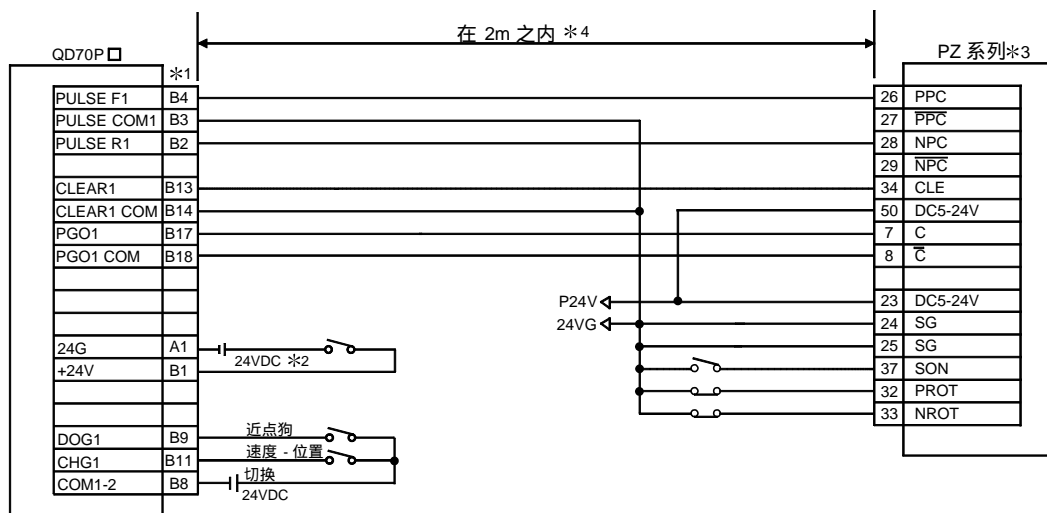 在 2m 之内 ＊4
QD70P□
＊1
PZ 系列＊3
PULSE F1 B4
PULSE COM1 B3
PULSE R1 B2
CLEAR1 B13
CLEAR1 COM B14
PGO1 B17
PGO1 COM B18
24G A1
+24V B1
DOG1 B9
CHG1 B11
COM1-2 B8
24VDC ＊2
近点狗
速度 - 位置
切换
24VDC
P24V
24VG
26 PPC
27 P̅P̅C̅
28 NPC
29 N̅P̅C̅
34 CLE
50 DC5-24V
7 C
8 C̅
23 DC5-24V
24 SG
25 SG
37 SON
32 PROT
33 NROT